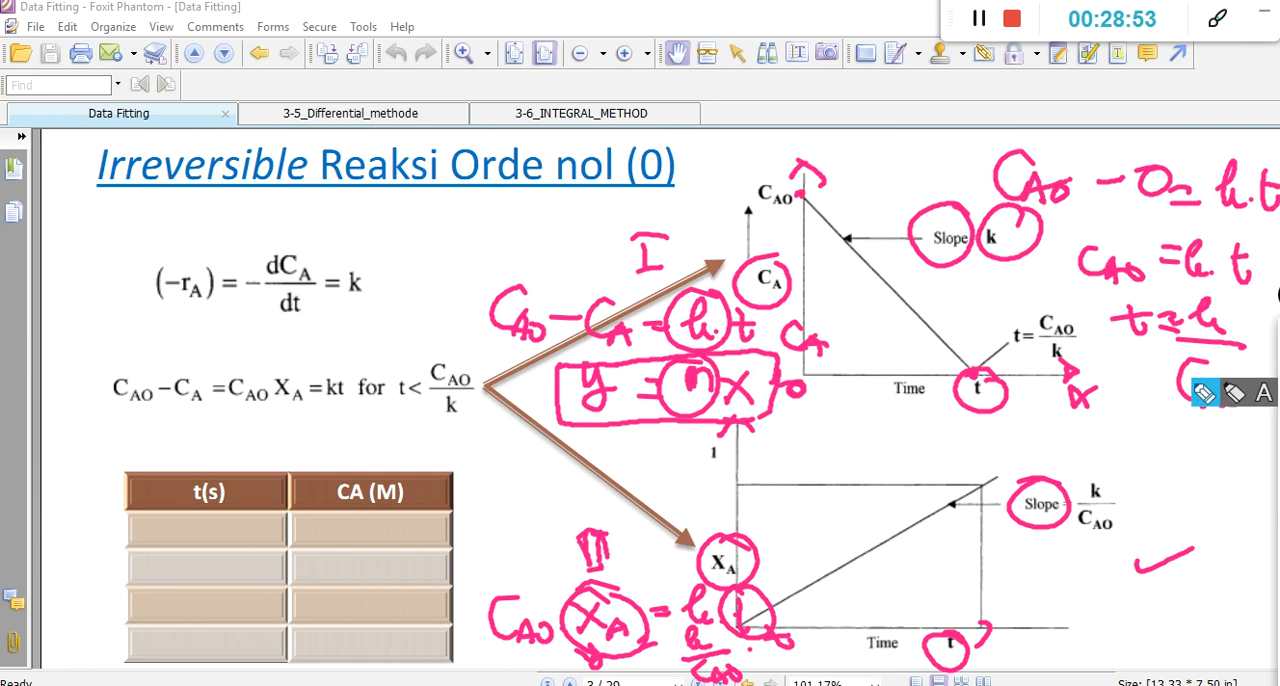 Data Fitting - Foxit Phantom - [Data Fitting]
File Edit View Organize Comments Forms Secure Tools Help
00:28:53
Find
Data Fitting
3-5_Differential_methode
3-6_INTEGRAL_METHOD
Irreversible Reaksi Orde nol (0)
(-rA) = - dCA/dt = k
CAO - CA = CAO XA = kt for t < CAO/k
t(s) CA (M)
I
CAO - CA = k. t
y = m x
CAO
CA
CA
Slope k
t = CAO/k
Time t
CAO - 0 = k.t
CAO = k. t
t = k
A
1
XA
Slope = k/CAO
Time t
II
CAO XA = k
k/CAO
y
Ready
3 / 29
101.17%
Size: [13.33 * 7.50 in]